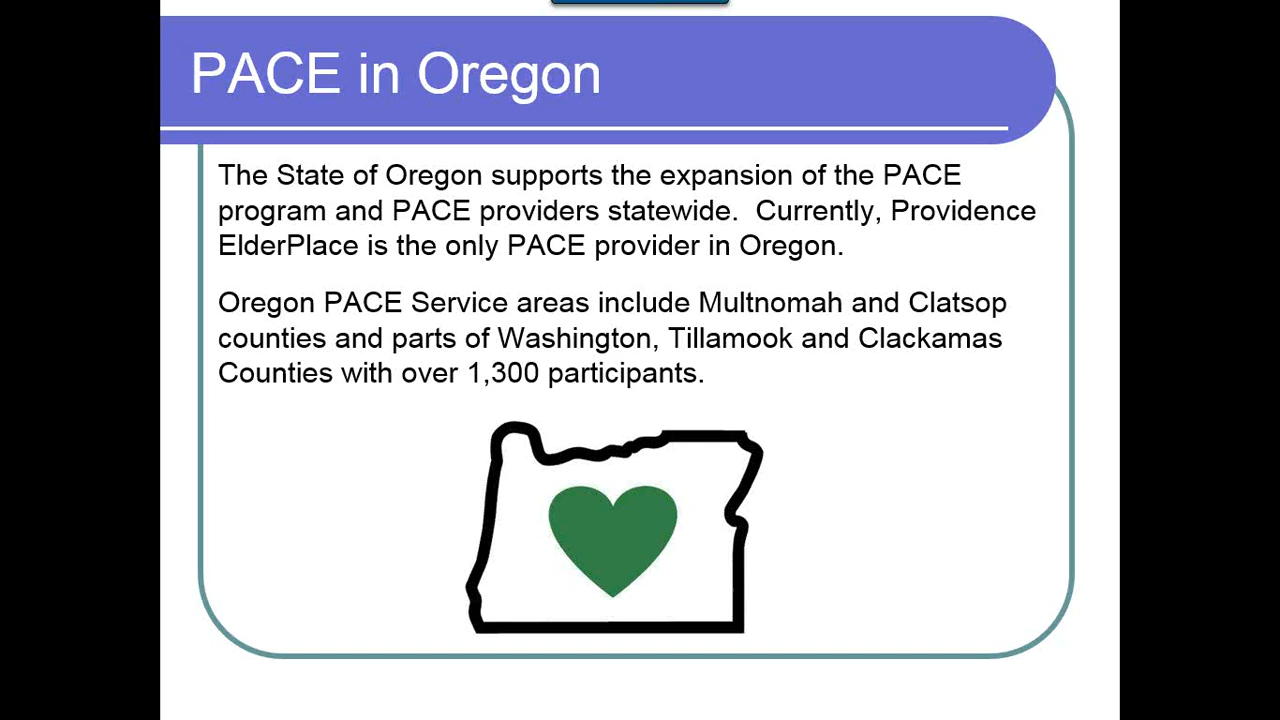 PACE in Oregon
The State of Oregon supports the expansion of the PACE
program and PACE providers statewide.  Currently, Providence
ElderPlace is the only PACE provider in Oregon.
Oregon PACE Service areas include Multnomah and Clatsop
counties and parts of Washington, Tillamook and Clackamas
Counties with over 1,300 participants.